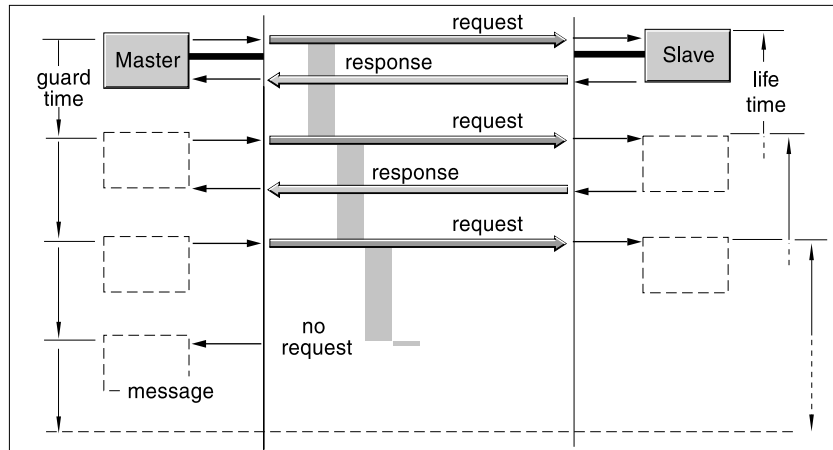 request
Master
Slave
response
guard
time
life
time
request
response
request
no
request
message